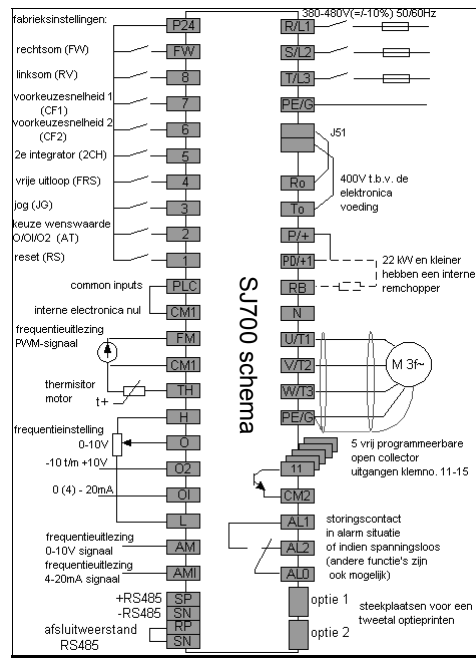 fabrieksinstellingen:
P24
rechtsom (FW)
FW
linksom (RV)
8
voorkeuzesnelheid 1
(CF1)
7
voorkeuzesnelheid 2
(CF2)
6
2e integrator (2CH)
5
vrije uitloop (FRS)
4
jog (JG)
3
keuze wenswaarde
O/OI/O2 (AT)
2
reset (RS)
1
common inputs
PLC
interne electronica nul
CM1
frequentieuitlezing
PWM-signaal
FM
CM1
thermisitor
motor
t+
TH
H
frequentieinstelling
0-10V
O
-10 t/m +10V
O2
0 (4) - 20mA
OI
L
frequentieuitlezing
0-10V signaal
AM
frequentieuitlezing
4-20mA signaal
AMI
+RS485
SP
-RS485
SN
afsluitweerstand
RS485
RP
SN
SJ700 schema
380-480V(=/-10%) 50/60Hz
R/L1
S/L2
T/L3
PE/G
J51
Ro
To
400V t.b.v. de
elektronica
voeding
P/+
PD/+1
RB
22 kW en kleiner
hebben een interne
remchopper
N
U/T1
V/T2
W/T3
M 3f~
PE/G
11
5 vrij programmeerbare
open collector
uitgangen klemno. 11-15
CM2
AL1
AL2
AL0
storingscontact
in alarm situatie
of indien spanningsloos
(andere functie's zijn
ook mogelijk)
optie 1
optie 2
steekplaatsen voor een
tweetal optieprinten